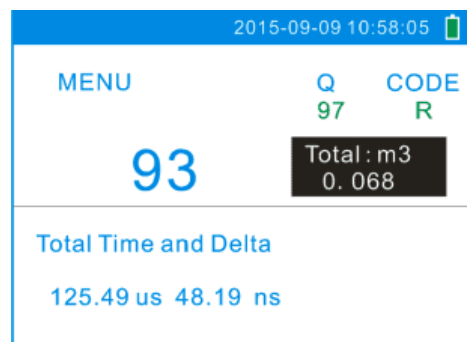 2015-09-09 10:58:05
MENU Q CODE
97 R
93 Total:m3
0.068
Total Time and Delta
125.49 us 48.19 ns